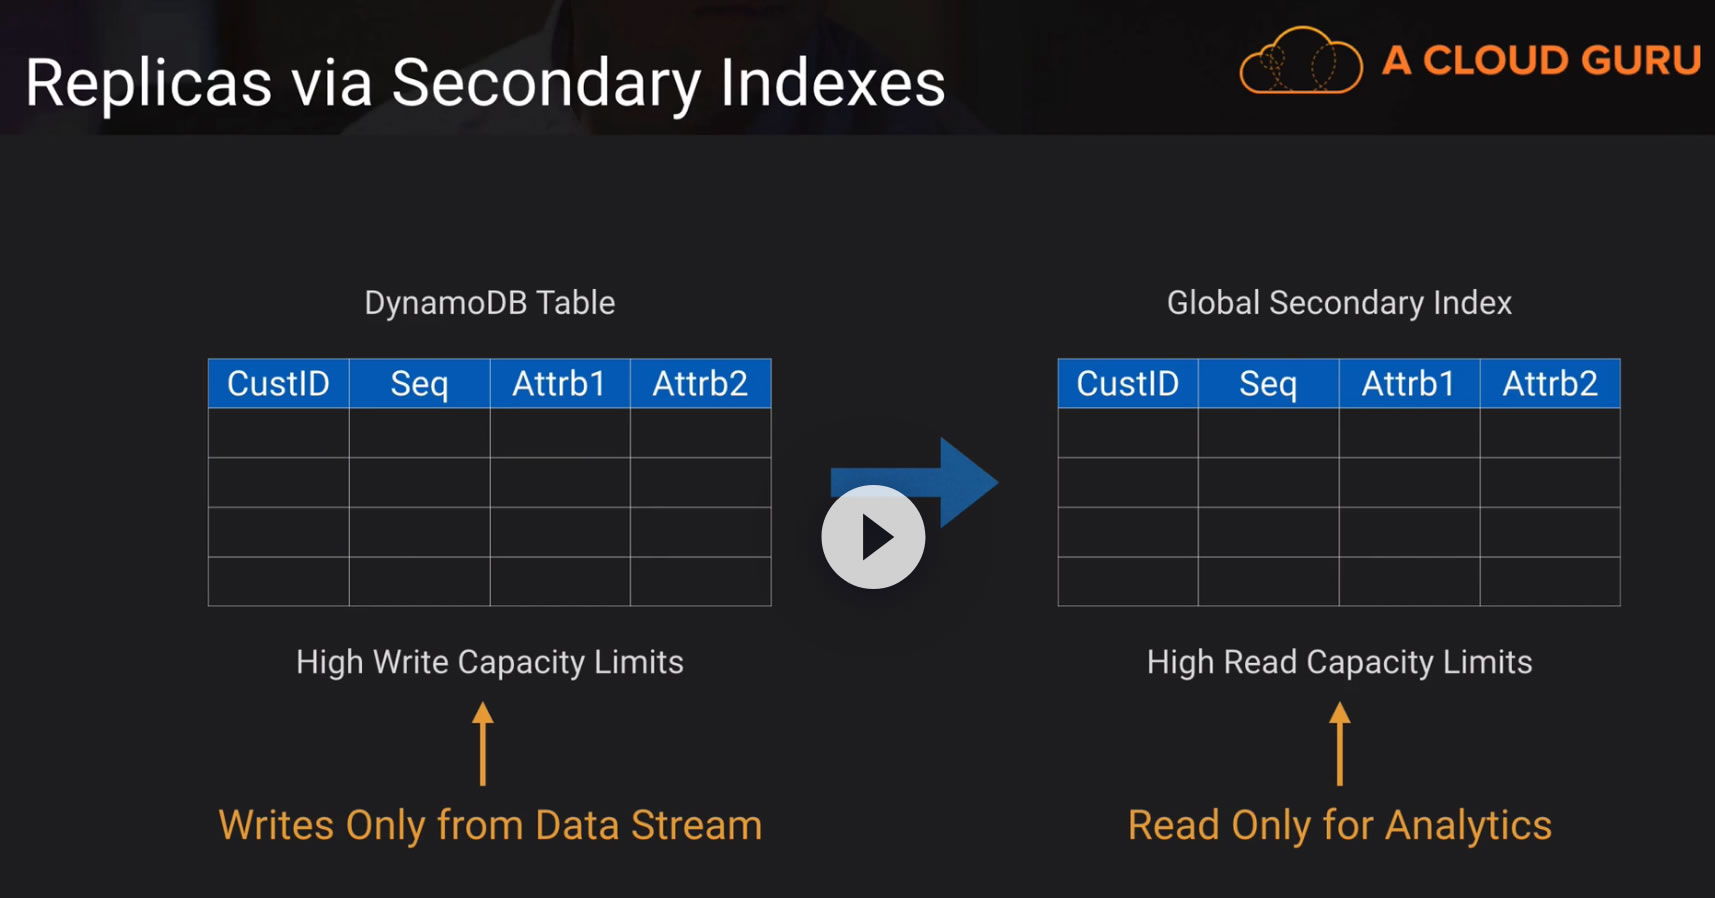 Replicas via Secondary Indexes
A CLOUD GURU
DynamoDB Table
Global Secondary Index
CustID Seq Attrb1 Attrb2
CustID Seq Attrb1 Attrb2
High Write Capacity Limits
High Read Capacity Limits
Writes Only from Data Stream
Read Only for Analytics